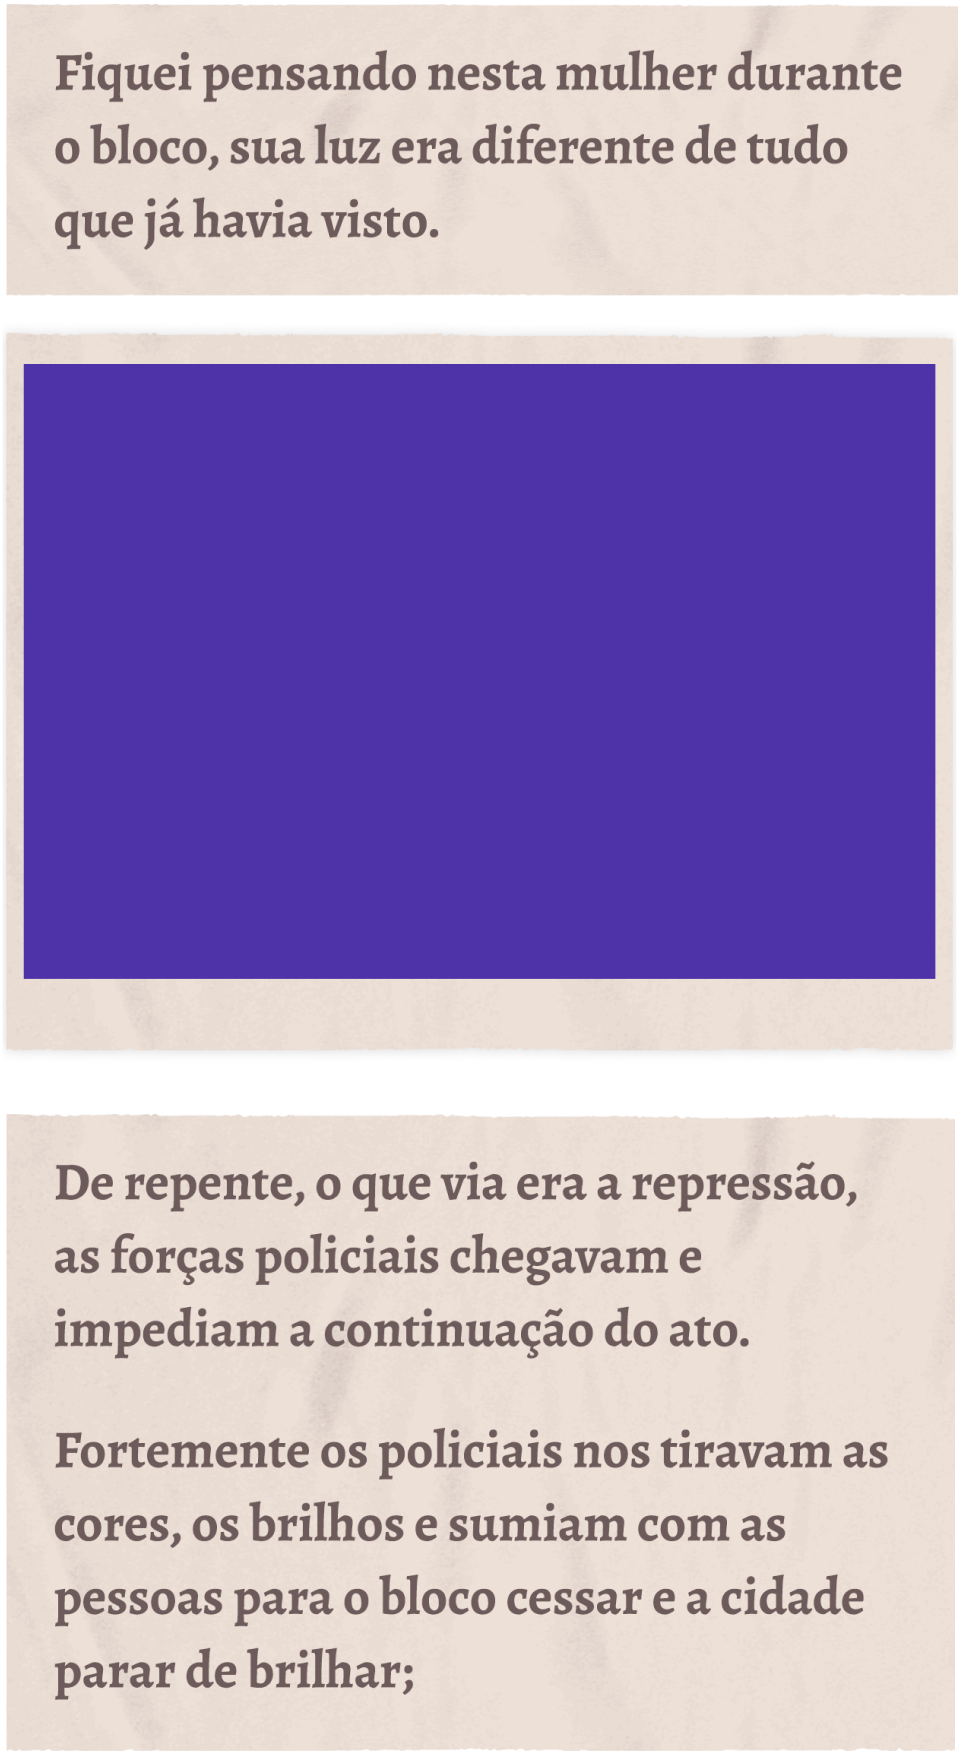 Fiquei pensando nesta mulher durante
o bloco, sua luz era diferente de tudo
que já havia visto.
De repente, o que via era a repressão,
as forças policiais chegavam e
impediam a continuação do ato.
Fortemente os policiais nos tiravam as
cores, os brilhos e sumiam com as
pessoas para o bloco cessar e a cidade
parar de brilhar;